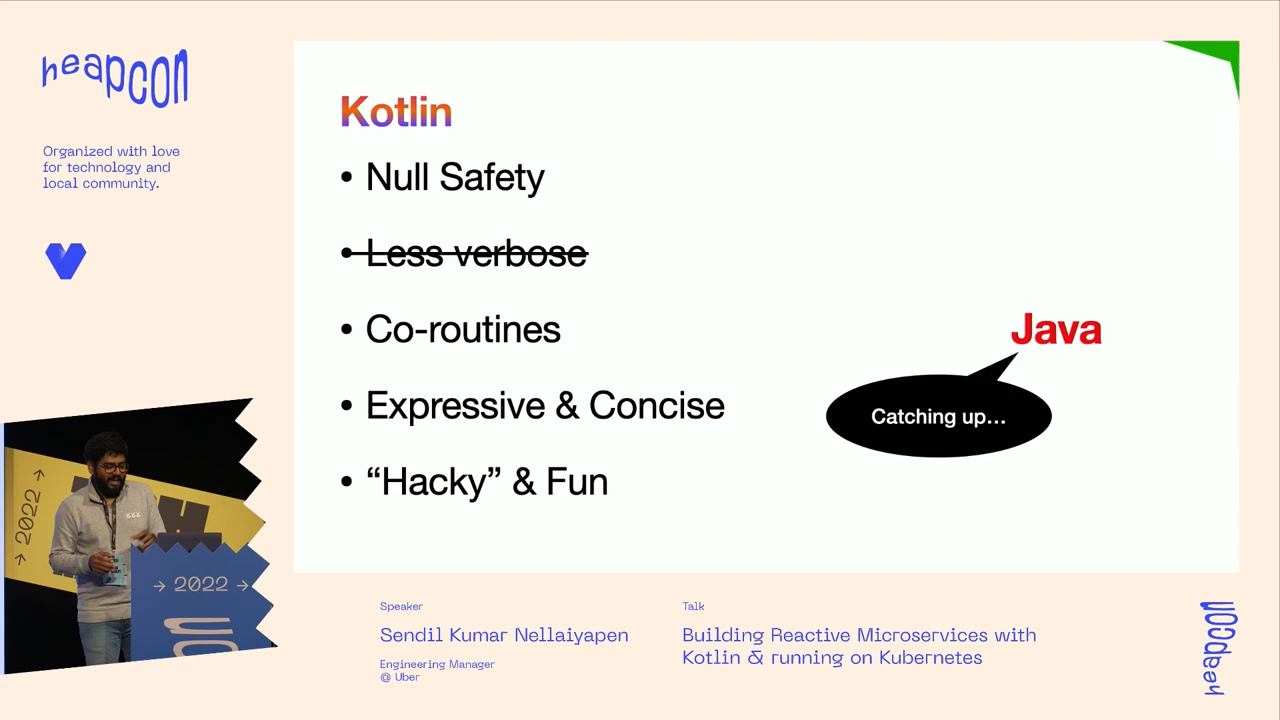 heapcon
Organized with love
for technology and
local community.
Kotlin
• Null Safety
• Less verbose
• Co-routines
• Expressive & Concise
• “Hacky” & Fun
Java
Catching up...
→ 2022 →
→ 2022 →
Speaker
Sendil Kumar Nellaiyapen
Engineering Manager
@ Uber
Talk
Building Reactive Microservices with
Kotlin & running on Kubernetes
heapcon